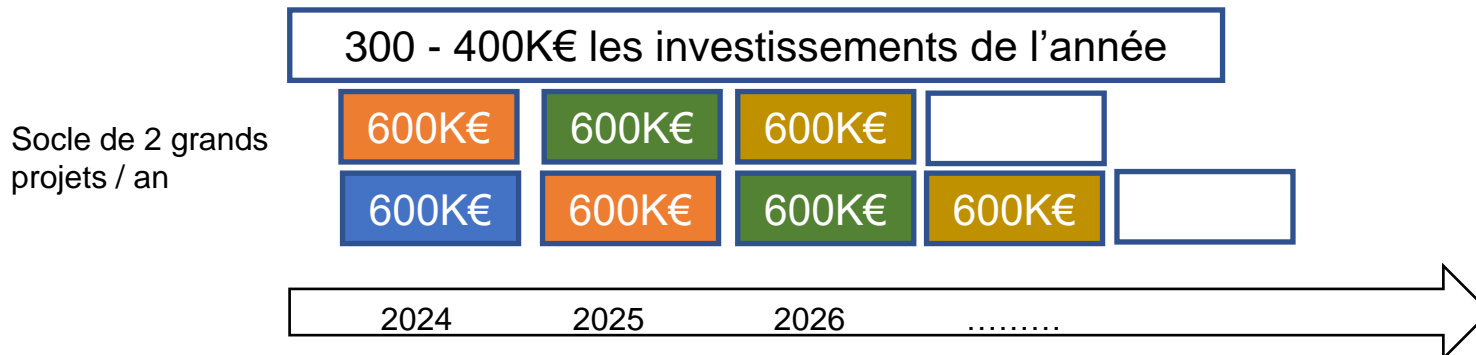 300 - 400K€ les investissements de l’année
Socle de 2 grands
projets / an
600K€ 600K€ 600K€
600K€ 600K€ 600K€ 600K€
2024 2025 2026 ………